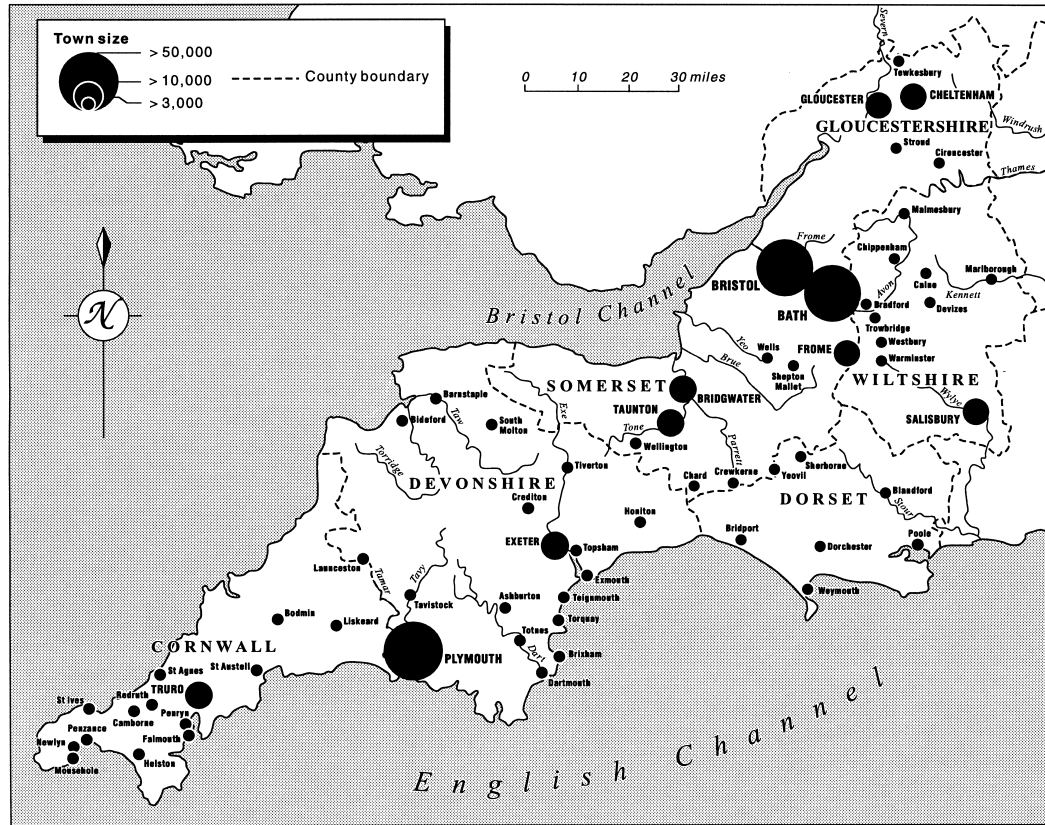 Town size
> 50,000
> 10,000
> 3,000
County boundary
0 10 20 30 miles
N
Severn
Tewkesbury
GLOUCESTER
CHELTENHAM
GLOUCESTERSHIRE
Windrush
Stroud
Cirencester
Thames
Malmesbury
Frome
Chippenham
BRISTOL
Calne
Marlborough
Avon
Kennett
Bristol Channel
BATH
Bradford
Devizes
Trowbridge
Yeo
Wells
FROME
Westbury
Brue
Shepton
Mallet
Warminster
WILTSHIRE
SOMERSET
BRIDGWATER
Wylye
SALISBURY
TAUNTON
Tone
Wellington
Parrett
Exe
Barnstaple
Bideford
Taw
South
Molton
Torridge
Tiverton
DEVONSHIRE
Crediton
Chard
Crewkerne
Yeovil
Sherborne
DORSET
Blandford
Stour
Honiton
Bridport
Dorchester
Poole
EXETER
Topsham
Exmouth
Weymouth
Launceston
Tamar
Tavy
Tavistock
Ashburton
Teignmouth
Torquay
Bodmin
Liskeard
Totnes
Dart
Brixham
Dartmouth
CORNWALL
PLYMOUTH
St Agnes
St Austell
TRURO
St Ives
Redruth
Camborne
Penryn
Penzance
Falmouth
Newlyn
Mousehole
Helston
English Channel